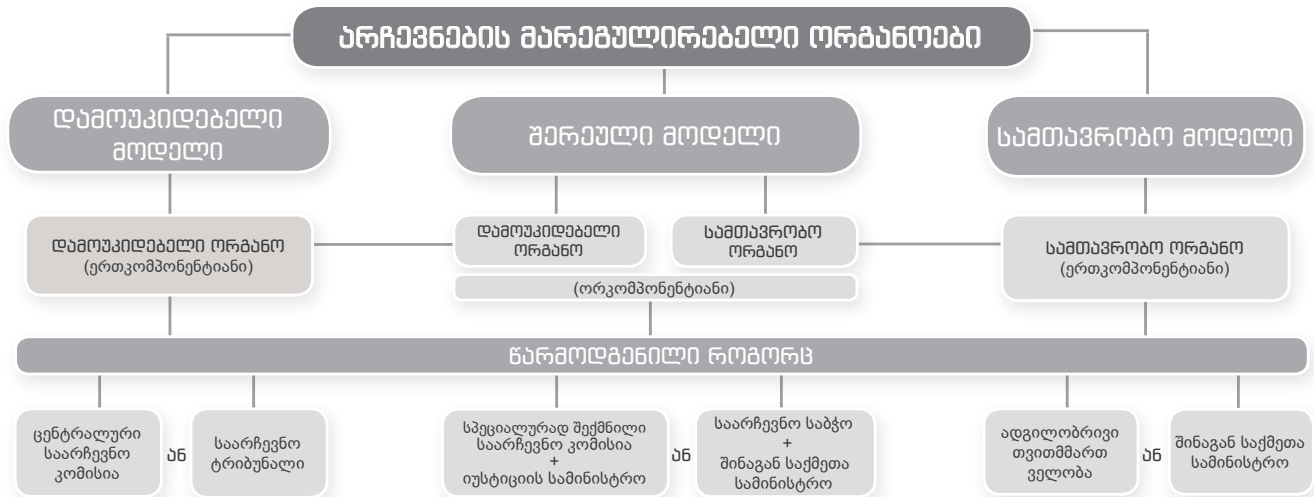 არჩევნების მარეგულირებელი ორგანოები
დამოუკიდებელი
მოდელი
შერეული მოდელი
სამთავრობო მოდელი
დამოუკიდებელი ორგანო
(ერთკომპონენტიანი)
დამოუკიდებელი
ორგანო
სამთავრობო
ორგანო
(ორკომპონენტიანი)
სამთავრობო ორგანო
(ერთკომპონენტიანი)
წარმოდგენილი როგორც
ცენტრალური
საარჩევნო
კომისია
ან
საარჩევნო
ტრიბუნალი
სპეციალურად შექმნილი
საარჩევნო კომისია
+
იუსტიციის სამინისტრო
ან
საარჩევნო საბჭო
+
შინაგან საქმეთა
სამინისტრო
ადგილობრივი
თვითმმართ
ველობა
ან
შინაგან საქმეთა
სამინისტრო